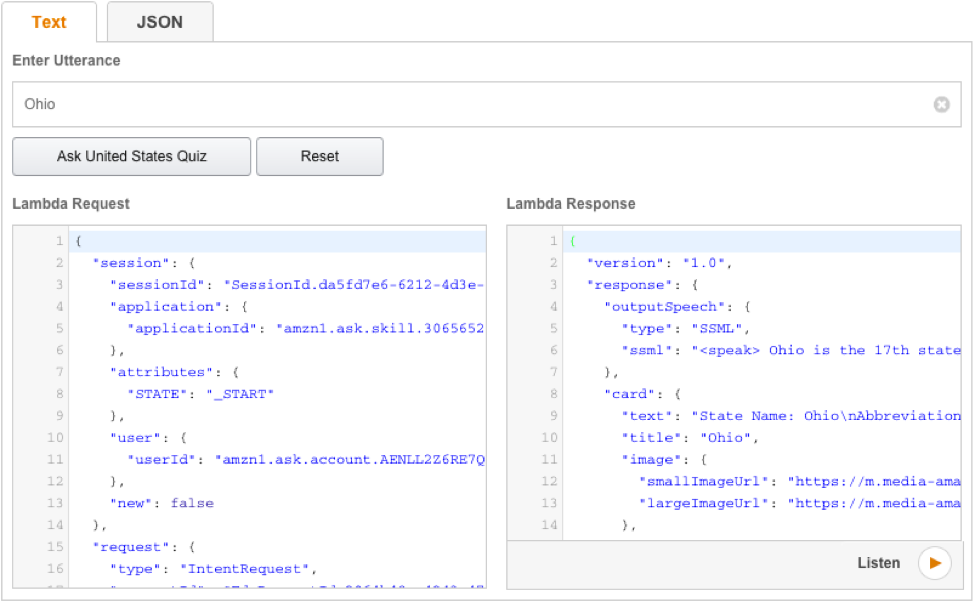 Text JSON
Enter Utterance
Ohio
Ask United States Quiz Reset
Lambda Request
1 {
2 "session": {
3 "sessionId": "SessionId.da5fd7e6-6212-4d3e-
4 "application": {
5 "applicationId": "amzn1.ask.skill.3065652
6 },
7 "attributes": {
8 "STATE": "_START"
9 },
10 "user": {
11 "userId": "amzn1.ask.account.AENLL2Z6RE7Q
12 },
13 "new": false
14 },
15 "request": {
16 "type": "IntentRequest",
Lambda Response
1 {
2 "version": "1.0",
3 "response": {
4 "outputSpeech": {
5 "type": "SSML",
6 "ssml": "<speak> Ohio is the 17th state
7 },
8 "card": {
9 "text": "State Name: Ohio\nAbbreviation
10 "title": "Ohio",
11 "image": {
12 "smallImageUrl": "https://m.media-ama
13 "largeImageUrl": "https://m.media-ama
14 },
Listen